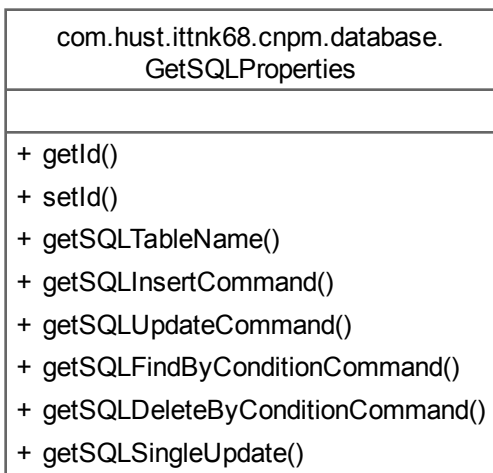 com.hust.ittnk68.cnpm.database.
GetSQLProperties
+ getId()
+ setId()
+ getSQLTableName()
+ getSQLInsertCommand()
+ getSQLUpdateCommand()
+ getSQLFindByConditionCommand()
+ getSQLDeleteByConditionCommand()
+ getSQLSingleUpdate()